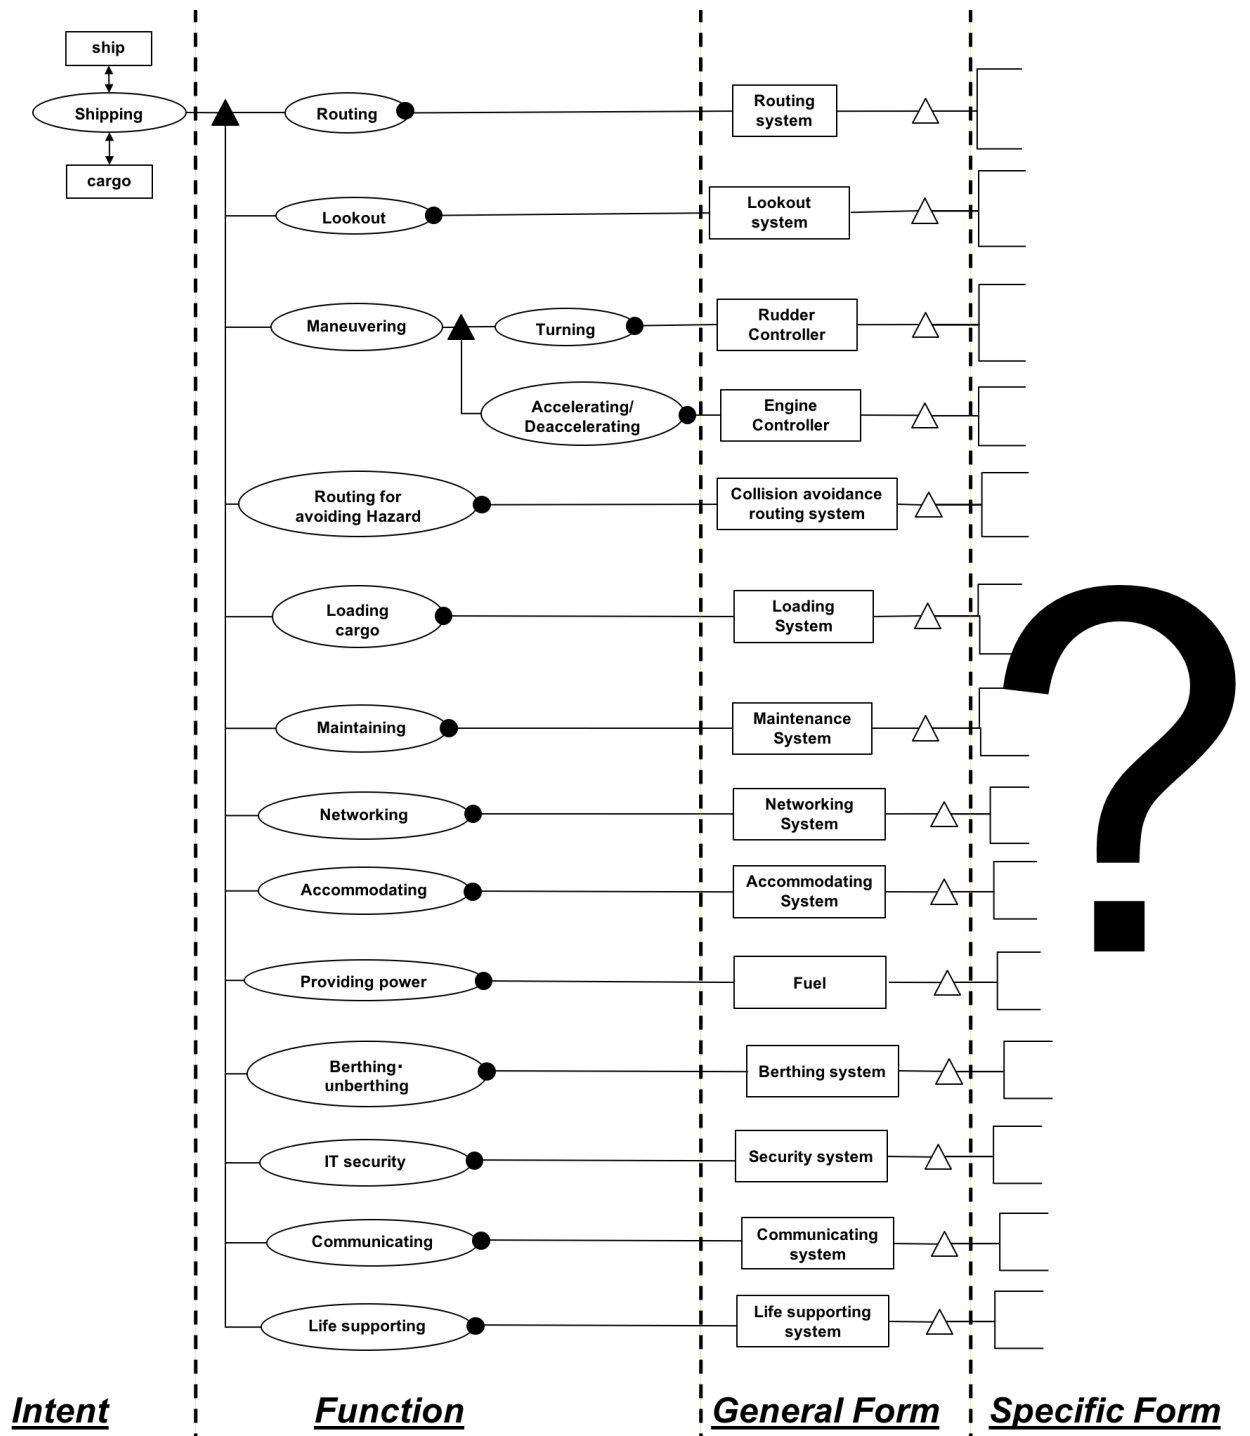 ship
Shipping
cargo
Routing
Routing
system
Lookout
Lookout
system
Maneuvering
Turning
Rudder
Controller
Accelerating/
Deaccelerating
Engine
Controller
Routing for
avoiding Hazard
Collision avoidance
routing system
Loading
cargo
Loading
System
Maintaining
Maintenance
System
Networking
Networking
System
Accommodating
Accommodating
System
Providing power
Fuel
Berthing・
unberthing
Berthing system
IT security
Security system
Communicating
Communicating
system
Life supporting
Life supporting
system
?
Intent
Function
General Form
Specific Form